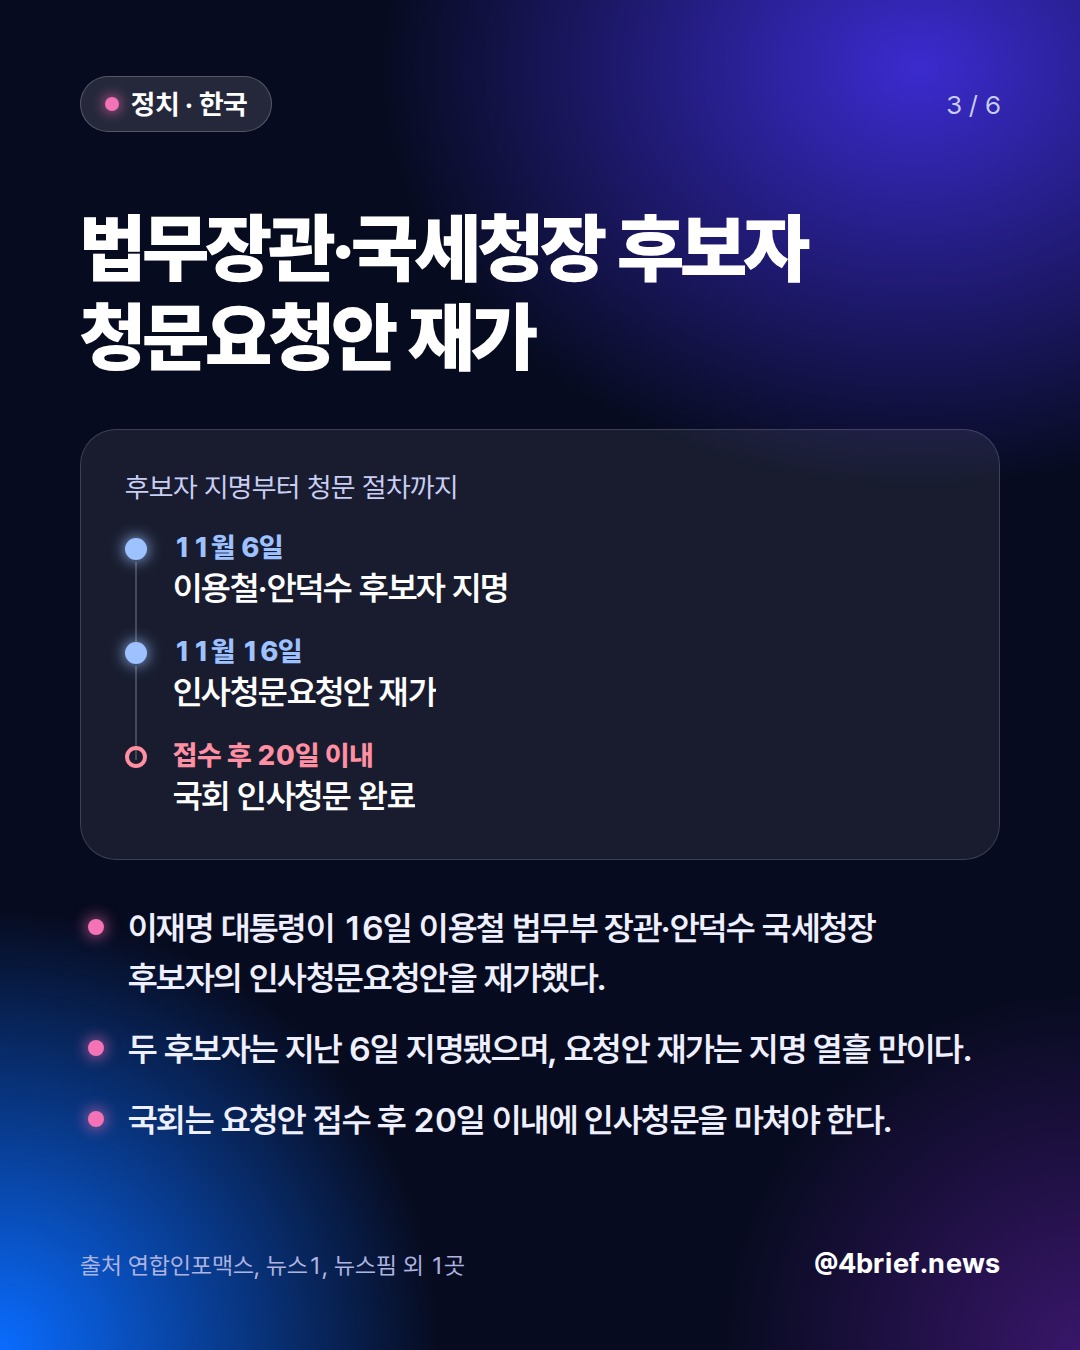 정치 · 한국
3 / 6
법무장관·국세청장 후보자
청문요청안 재가
후보자 지명부터 청문 절차까지
11월 6일
이용철·안덕수 후보자 지명
11월 16일
인사청문요청안 재가
접수 후 20일 이내
국회 인사청문 완료
이재명 대통령이 16일 이용철 법무부 장관·안덕수 국세청장
후보자의 인사청문요청안을 재가했다.
두 후보자는 지난 6일 지명됐으며, 요청안 재가는 지명 열흘 만이다.
국회는 요청안 접수 후 20일 이내에 인사청문을 마쳐야 한다.
출처 연합인포맥스, 뉴스1, 뉴스핌 외 1곳
@4brief.news